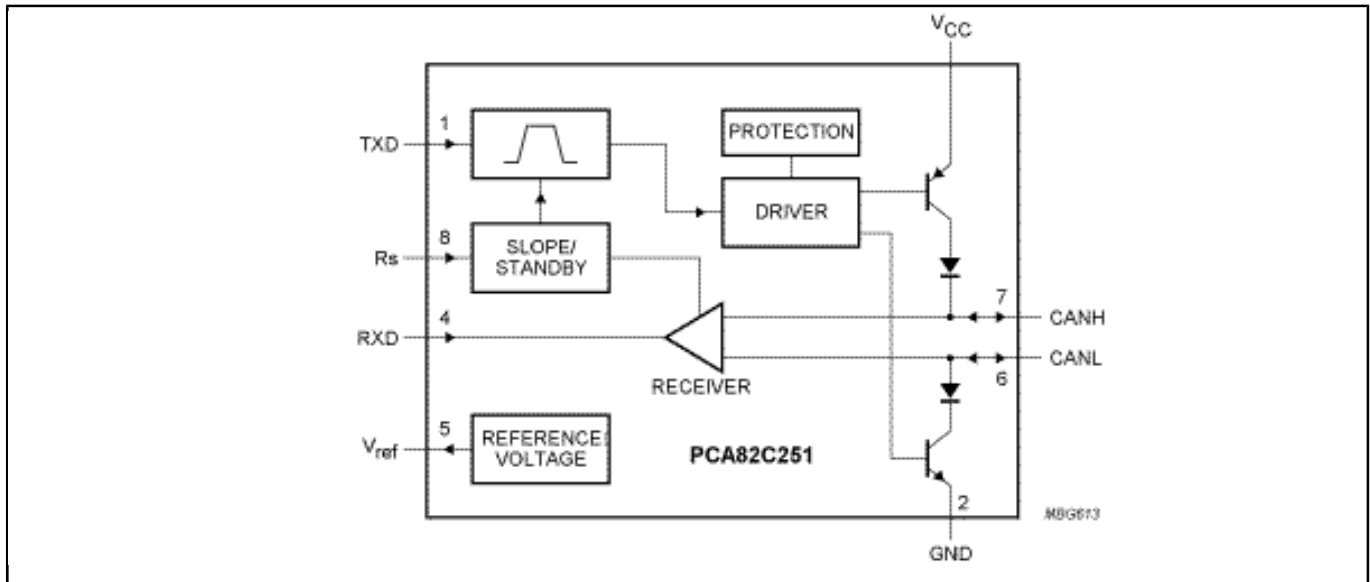 VCC
PROTECTION
1
TXD
DRIVER
8
Rs
SLOPE/
STANDBY
7
CANH
4
RXD
CANL
6
RECEIVER
5
Vref
REFERENCE
VOLTAGE
PCA82C251
2
MBG613
GND